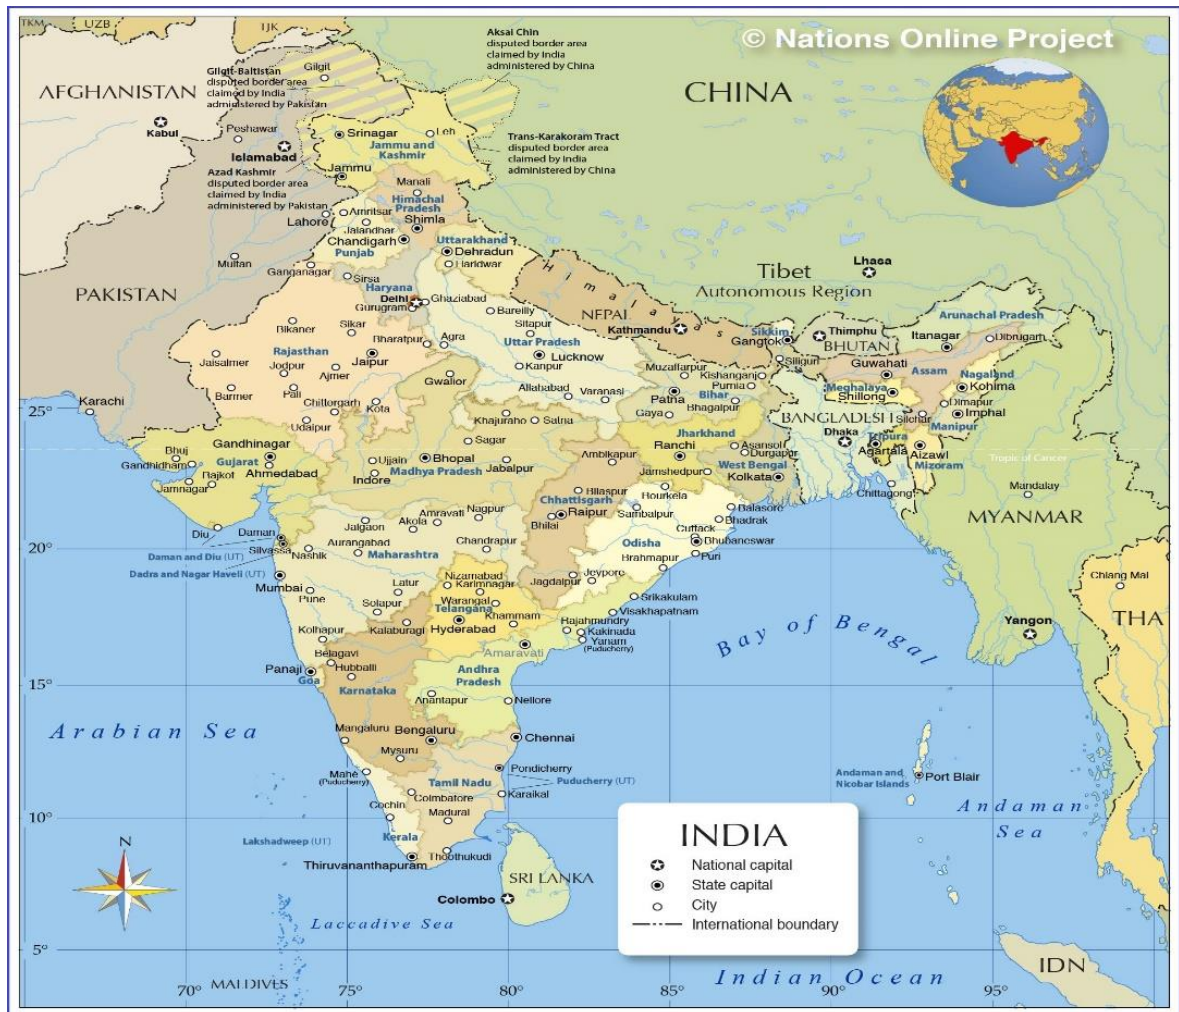 TKM
UZB
TJK
© Nations Online Project
Aksai Chin
disputed border area
claimed by India
administered by China
Gilgit
Gilgit-Baltistan
disputed border area
claimed by India
administered by Pakistan
AFGHANISTAN
Kabul
CHINA
Peshawar
Islamabad
Srinagar
Leh
Jammu and
Kashmir
Trans-Karakoram Tract
disputed border area
claimed by India
administered by China
Azad Kashmir
disputed border area
claimed by India
administered by Pakistan
Jammu
Manali
Himachal
Pradesh
Shimla
Lahore
Amritsar
Jalandhar
Chandigarh
Punjab
Uttarakhand
Dehradun
Haridwar
Multan
Ganganagar
Sirsa
PAKISTAN
Haryana
Delhi
Gurugram
Ghaziabad
Bareilly
Himalayas
NEPAL
Kathmandu
Lhasa
Tibet
Autonomous Region
Sikkim
Gangtok
Thimphu
BHUTAN
Arunachal Pradesh
Itanagar
Dibrugarh
Bikaner
Sikar
Bharatpur
Agra
Sitapur
Uttar Pradesh
Lucknow
Kanpur
Jaisalmer
Rajasthan
Jaipur
Jodpur
Ajmer
Barmer
Pali
Chittorgarh
Kota
Udaipur
Gwalior
Allahabad
Varanasi
Muzaffarpur
Kishanganj
Purnia
Siliguri
Patna
Bihar
Gaya
Bhagalpur
Guwahati
Assam
Nagaland
Kohima
Meghalaya
Shillong
Dimapur
Imphal
Silchar
Manipur
BANGLADESH
Dhaka
Tripura
Agartala
Aizawl
Mizoram
Chittagong
Tropic of Cancer
Mandalay
MYANMAR
Karachi
25°
Bhuj
Gandhidham
Gandhinagar
Gujarat
Ahmedabad
Rajkot
Jamnagar
Khajuraho
Satna
Sagar
Ujjain
Bhopal
Indore
Madhya Pradesh
Jabalpur
Ambikapur
Jharkhand
Ranchi
Asansol
Durgapur
West Bengal
Jamshedpur
Kolkata
Chhattisgarh
Bilaspur
Raipur
Bhilai
Hourkela
Sambalpur
Balasore
Bhadrak
Cuttack
Bhubaneswar
Odisha
Puri
Brahmapur
Diu
Daman
Silvassa
Daman and Diu (UT)
Dadra and Nagar Haveli (UT)
20°
Nashik
Jalgaon
Akola
Amravati
Nagpur
Aurangabad
Maharashtra
Chandrapur
Mumbai
Pune
Latur
Solapur
Nizamabad
Karimnagar
Warangal
Telangana
Khammam
Hyderabad
Jagdalpur
Jeypore
Srikakulam
Visakhapatnam
Rajahmundry
Kakinada
Yanam
(Puducherry)
Kolhapur
Kalaburagi
Amaravati
Belagavi
Hubballi
Panaji
Goa
Karnataka
Andhra
Pradesh
15°
Anantapur
Nellore
Bay of Bengal
Chiang Mai
THA
Yangon
Arabian Sea
Mangaluru
Bengaluru
Mysuru
Chennai
Mahé
(Puducherry)
Pondicherry
Tamil Nadu
Puducherry (UT)
Coimbatore
Karaikal
Cochin
Madurai
10°
Kerala
Lakshadweep (UT)
Thiruvananthapuram
Thoothukudi
Andaman and
Nicobar Islands
Port Blair
Andaman
Sea
N
SRI LANKA
Colombo
Laccadive Sea
INDIA
National capital
State capital
City
International boundary
5°
Indian Ocean
IDN
MALDIVES
70°
75°
80°
85°
90°
95°